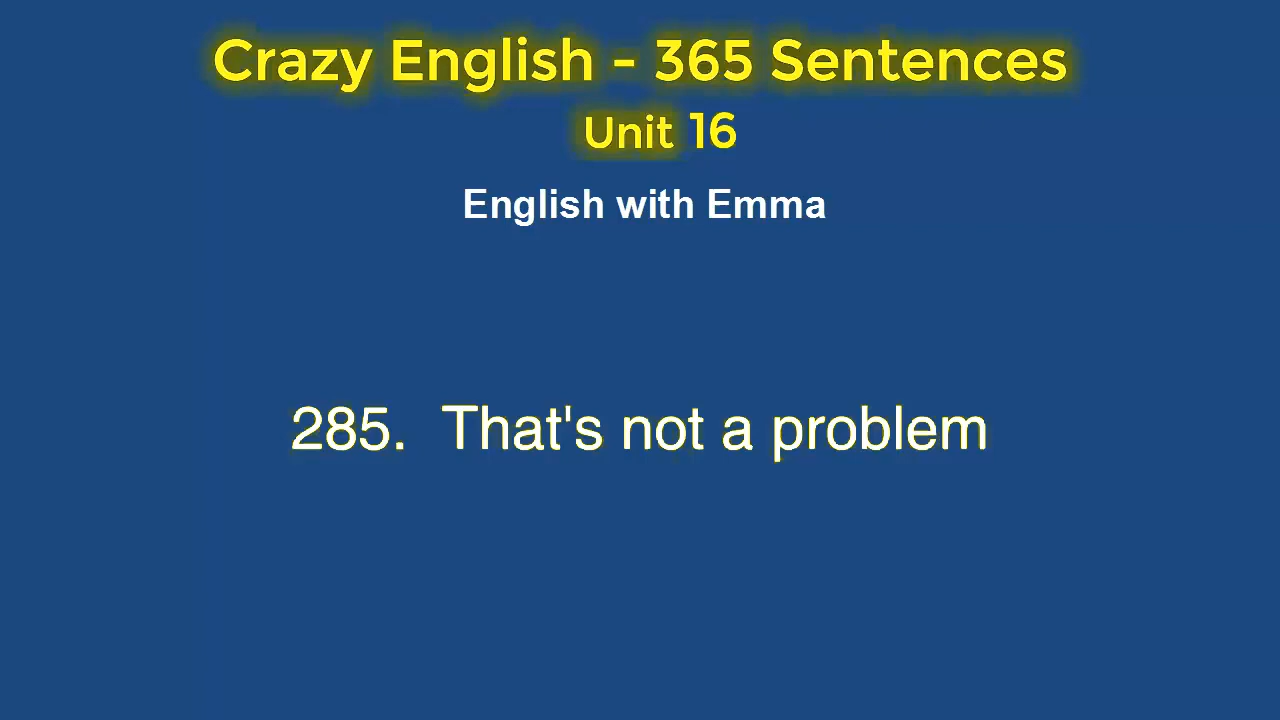 Crazy English - 365 Sentences
Unit 16
English with Emma
285. That's not a problem